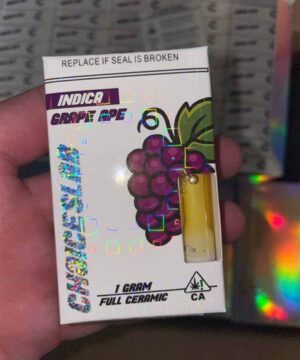 REPLACE IF SEAL IS BROKEN
INDICA
GRAPE APE
CHOICESLAB
1 GRAM
FULL CERAMIC
CA